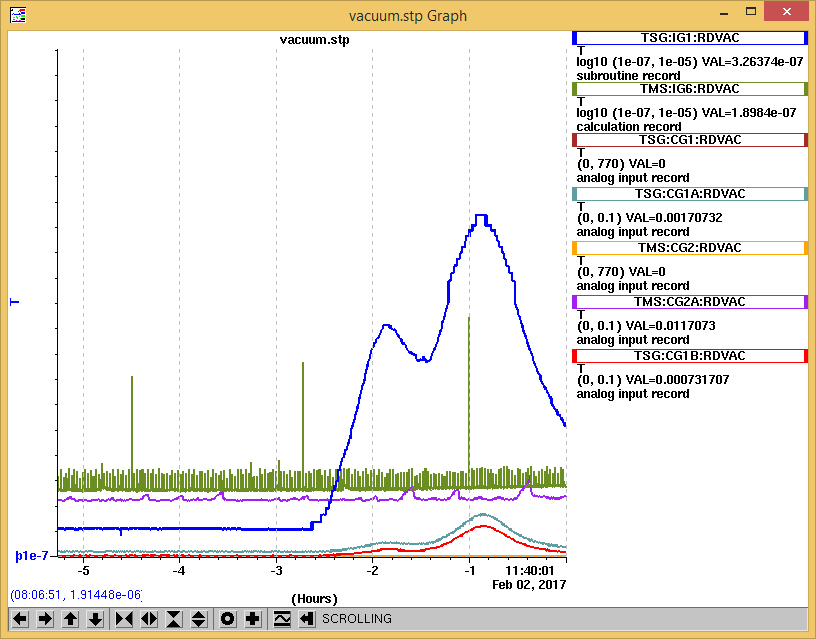 vacuum.stp Graph
vacuum.stp
T
þ1e-7
-5
-4
-3
-2
-1
11:40:01
Feb 02, 2017
(Hours)
(08:06:51, 1.91448e-06)
TSG:IG1:RDVAC
T
log10 (1e-07, 1e-05) VAL=3.26374e-07
subroutine record
TMS:IG6:RDVAC
T
log10 (1e-07, 1e-05) VAL=1.8984e-07
calculation record
TSG:CG1:RDVAC
T
(0, 770) VAL=0
analog input record
TSG:CG1A:RDVAC
T
(0, 0.1) VAL=0.00170732
analog input record
TMS:CG2:RDVAC
T
(0, 770) VAL=0
analog input record
TMS:CG2A:RDVAC
T
(0, 0.1) VAL=0.0117073
analog input record
TSG:CG1B:RDVAC
T
(0, 0.1) VAL=0.000731707
analog input record
SCROLLING